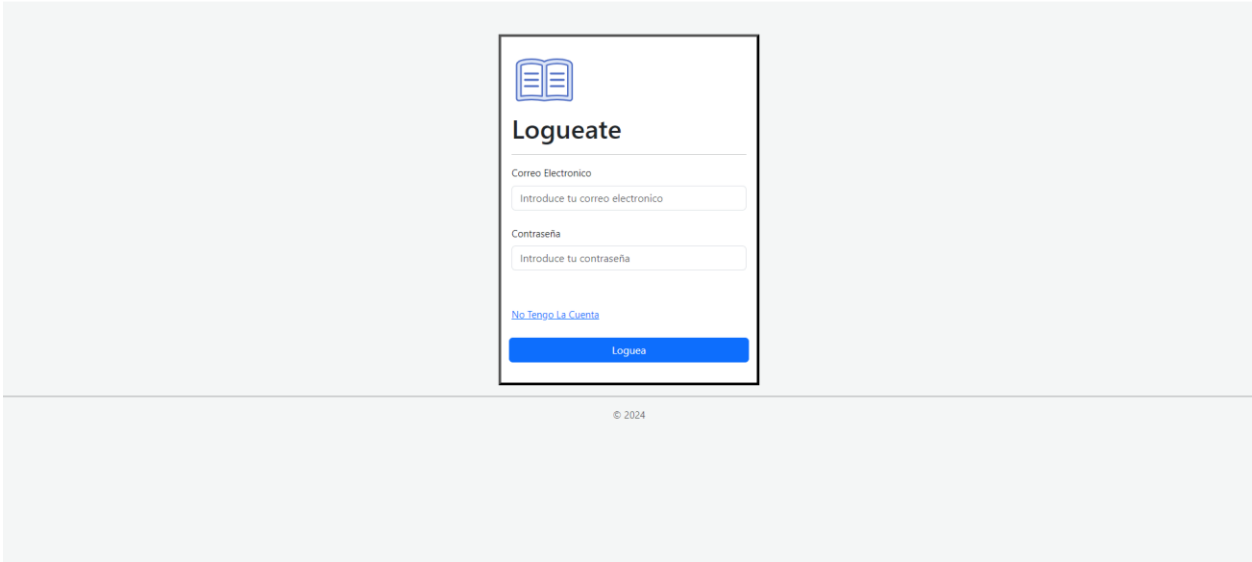 Logueate
Correo Electronico
Introduce tu correo electronico
Contraseña
Introduce tu contraseña
No Tengo La Cuenta
Loguea
© 2024